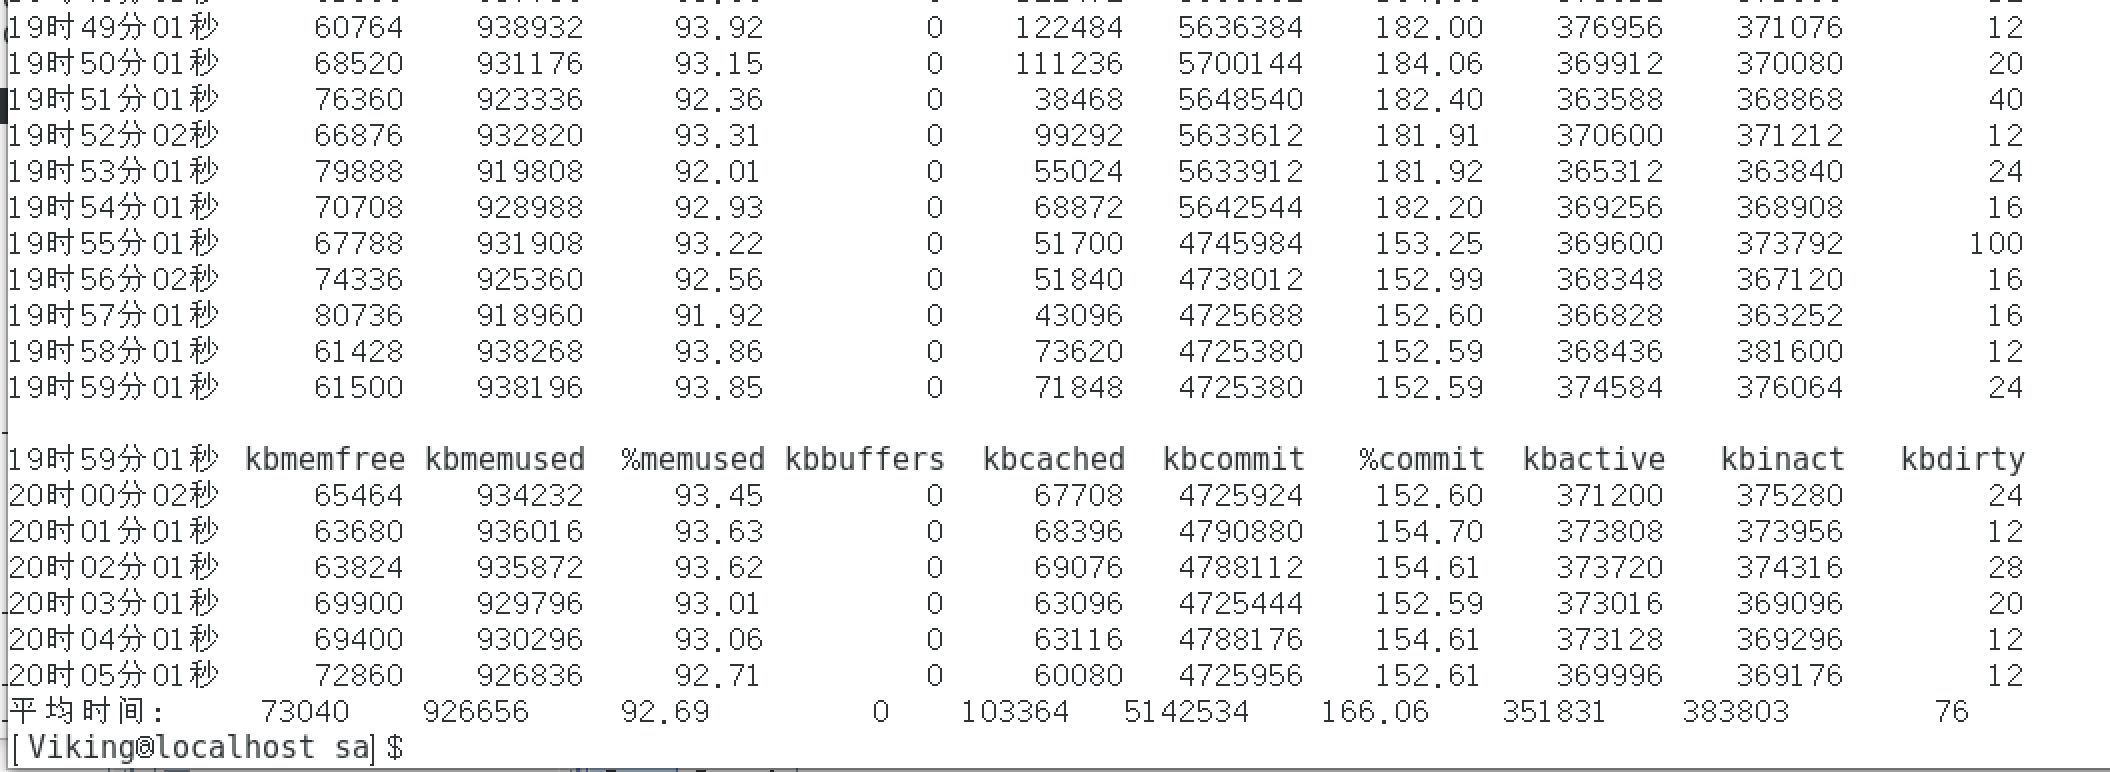 19时49分01秒 60764 938932 93.92 0 122484 5636384 182.00 376956 371076 12
19时50分01秒 68520 931176 93.15 0 111236 5700144 184.06 369912 370080 20
19时51分01秒 76360 923336 92.36 0 38468 5648540 182.40 363588 368868 40
19时52分02秒 66876 932820 93.31 0 99292 5633612 181.91 370600 371212 12
19时53分01秒 79888 919808 92.01 0 55024 5633912 181.92 365312 363840 24
19时54分01秒 70708 928988 92.93 0 68872 5642544 182.20 369256 368908 16
19时55分01秒 67788 931908 93.22 0 51700 4745984 153.25 369600 373792 100
19时56分02秒 74336 925360 92.56 0 51840 4738012 152.99 368348 367120 16
19时57分01秒 80736 918960 91.92 0 43096 4725688 152.60 366828 363252 16
19时58分01秒 61428 938268 93.86 0 73620 4725380 152.59 368436 381600 12
19时59分01秒 61500 938196 93.85 0 71848 4725380 152.59 374584 376064 24
19时59分01秒 kbmemfree kbmemused %memused kbbuffers kbcached kbcommit %commit kbactive kbinact kbdirty
20时00分02秒 65464 934232 93.45 0 67708 4725924 152.60 371200 375280 24
20时01分01秒 63680 936016 93.63 0 68396 4790880 154.70 373808 373956 12
20时02分01秒 63824 935872 93.62 0 69076 4788112 154.61 373720 374316 28
20时03分01秒 69900 929796 93.01 0 63096 4725444 152.59 373016 369096 20
20时04分01秒 69400 930296 93.06 0 63116 4788176 154.61 373128 369296 12
20时05分01秒 72860 926836 92.71 0 60080 4725956 152.61 369996 369176 12
平均时间: 73040 926656 92.69 0 103364 5142534 166.06 351831 383803 76
[Viking@localhost sa]$